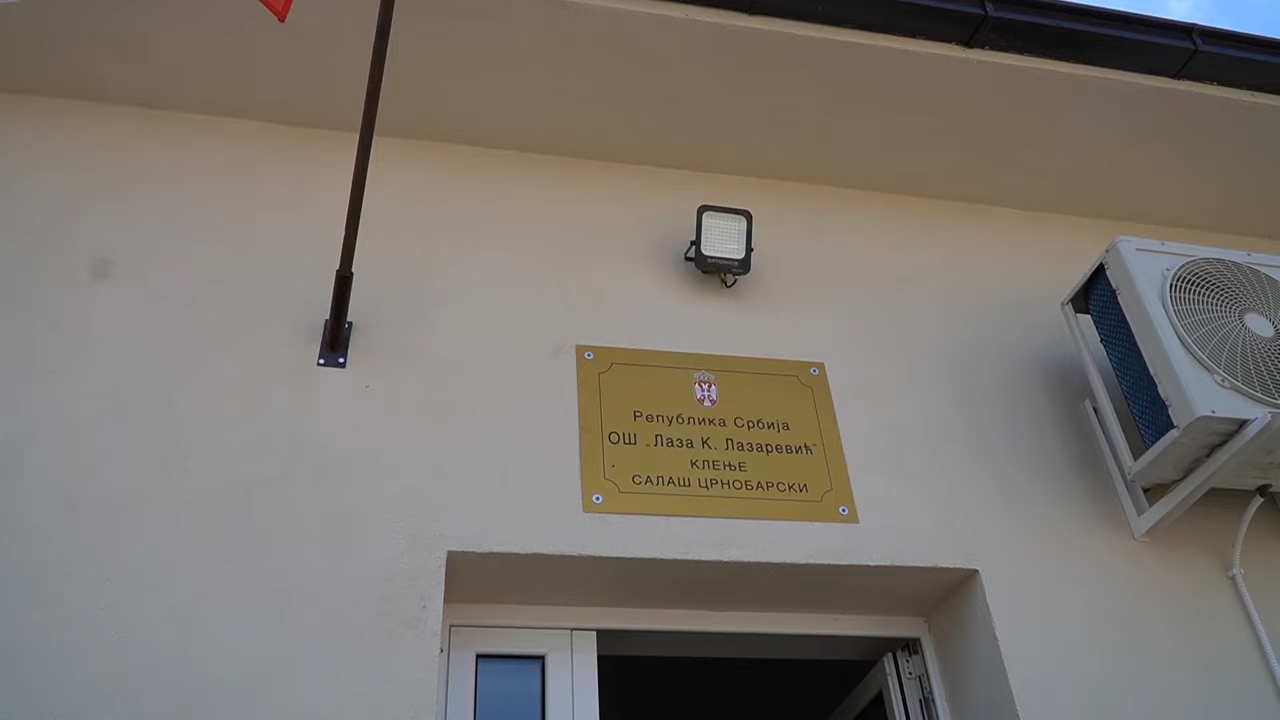 Република Србија
ОШ „Лаза К. Лазаревић“
КЛЕЊЕ
САЛАШ ЦРНОБАРСКИ